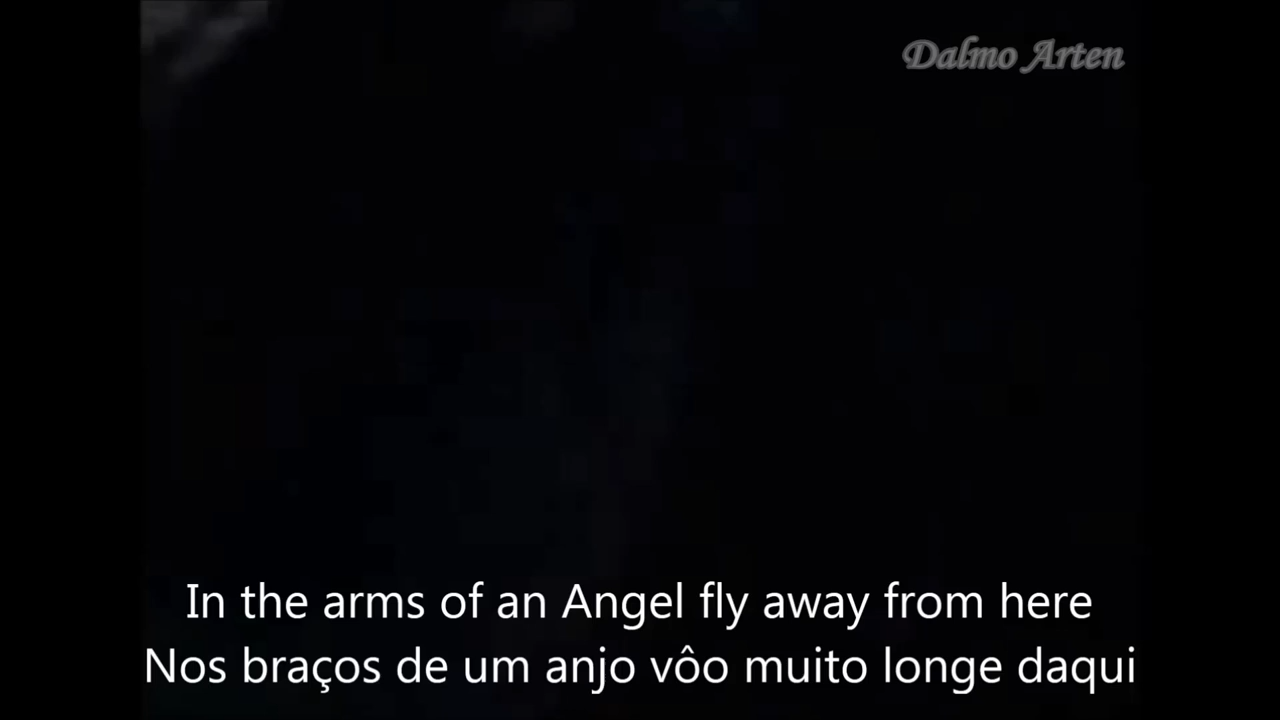 Dalmo Arten
In the arms of an Angel fly away from here
Nos braços de um anjo vôo muito longe daqui